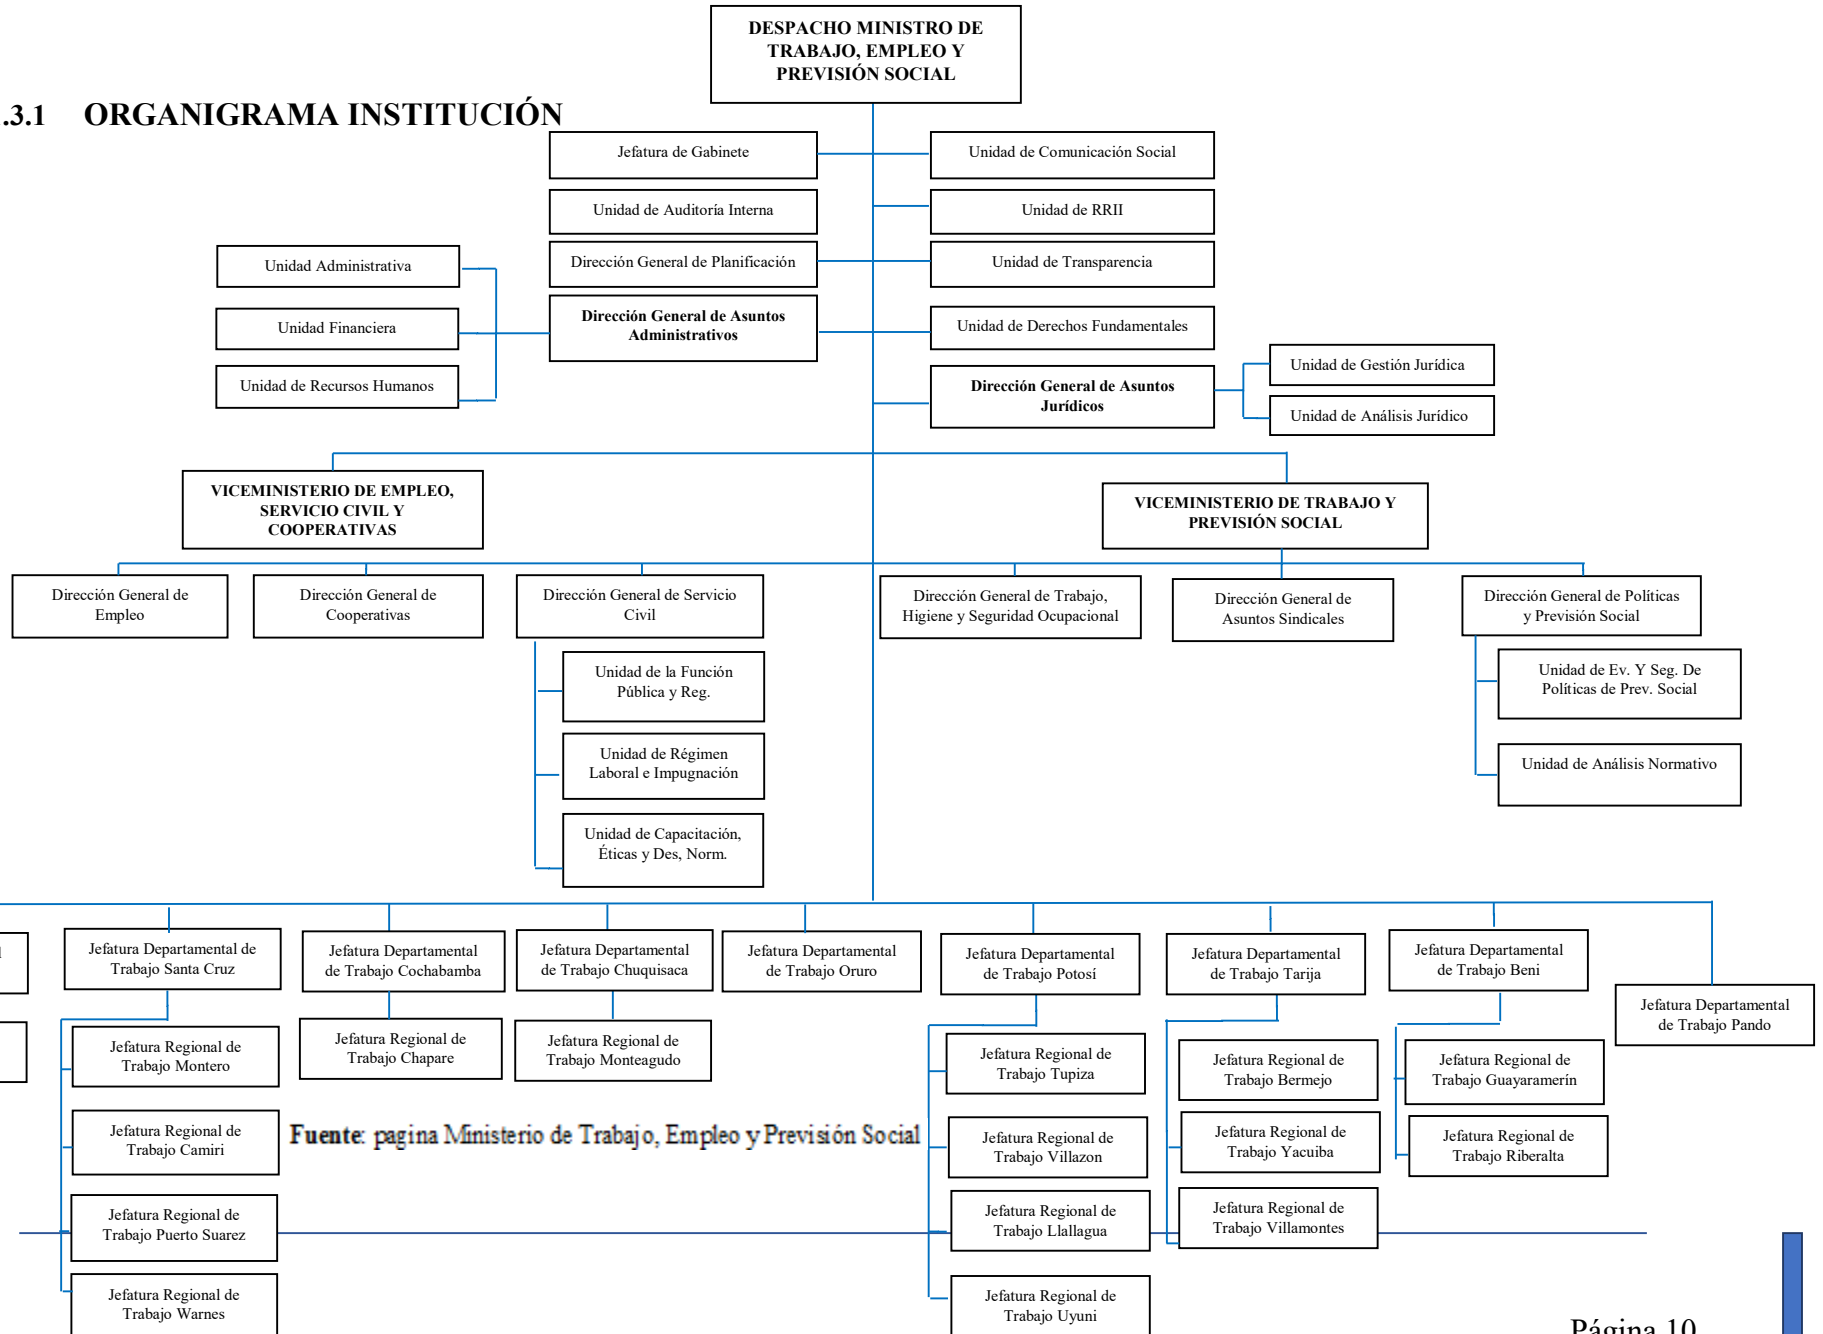 DESPACHO MINISTRO DE
TRABAJO, EMPLEO Y
PREVISIÓN SOCIAL
.3.1 ORGANIGRAMA INSTITUCIÓN
Jefatura de Gabinete
Unidad de Comunicación Social
Unidad de Auditoría Interna
Unidad de RRII
Unidad Administrativa
Dirección General de Planificación
Unidad de Transparencia
Unidad Financiera
Dirección General de Asuntos
Administrativos
Unidad de Derechos Fundamentales
Unidad de Recursos Humanos
Dirección General de Asuntos
Jurídicos
Unidad de Gestión Jurídica
Unidad de Análisis Jurídico
VICEMINISTERIO DE EMPLEO,
SERVICIO CIVIL Y
COOPERATIVAS
VICEMINISTERIO DE TRABAJO Y
PREVISIÓN SOCIAL
Dirección General de
Empleo
Dirección General de
Cooperativas
Dirección General de Servicio
Civil
Dirección General de Trabajo,
Higiene y Seguridad Ocupacional
Dirección General de
Asuntos Sindicales
Dirección General de Políticas
y Previsión Social
Unidad de la Función
Pública y Reg.
Unidad de Régimen
Laboral e Impugnación
Unidad de Capacitación,
Éticas y Des, Norm.
Unidad de Ev. Y Seg. De
Políticas de Prev. Social
Unidad de Análisis Normativo
Jefatura Departamental de
Trabajo Santa Cruz
Jefatura Departamental
de Trabajo Cochabamba
Jefatura Departamental
de Trabajo Chuquisaca
Jefatura Departamental
de Trabajo Oruro
Jefatura Departamental
de Trabajo Potosí
Jefatura Departamental
de Trabajo Tarija
Jefatura Departamental
de Trabajo Beni
Jefatura Departamental
de Trabajo Pando
Jefatura Regional de
Trabajo Montero
Jefatura Regional de
Trabajo Chapare
Jefatura Regional de
Trabajo Monteagudo
Jefatura Regional de
Trabajo Tupiza
Jefatura Regional de
Trabajo Bermejo
Jefatura Regional de
Trabajo Guayaramerín
Jefatura Regional de
Trabajo Camiri
Fuente: pagina Ministerio de Trabajo, Empleo y Previsión Social
Jefatura Regional de
Trabajo Villazon
Jefatura Regional de
Trabajo Yacuiba
Jefatura Regional de
Trabajo Riberalta
Jefatura Regional de
Trabajo Puerto Suarez
Jefatura Regional de
Trabajo Llallagua
Jefatura Regional de
Trabajo Villamontes
Jefatura Regional de
Trabajo Warnes
Jefatura Regional de
Trabajo Uyuni
Página 10